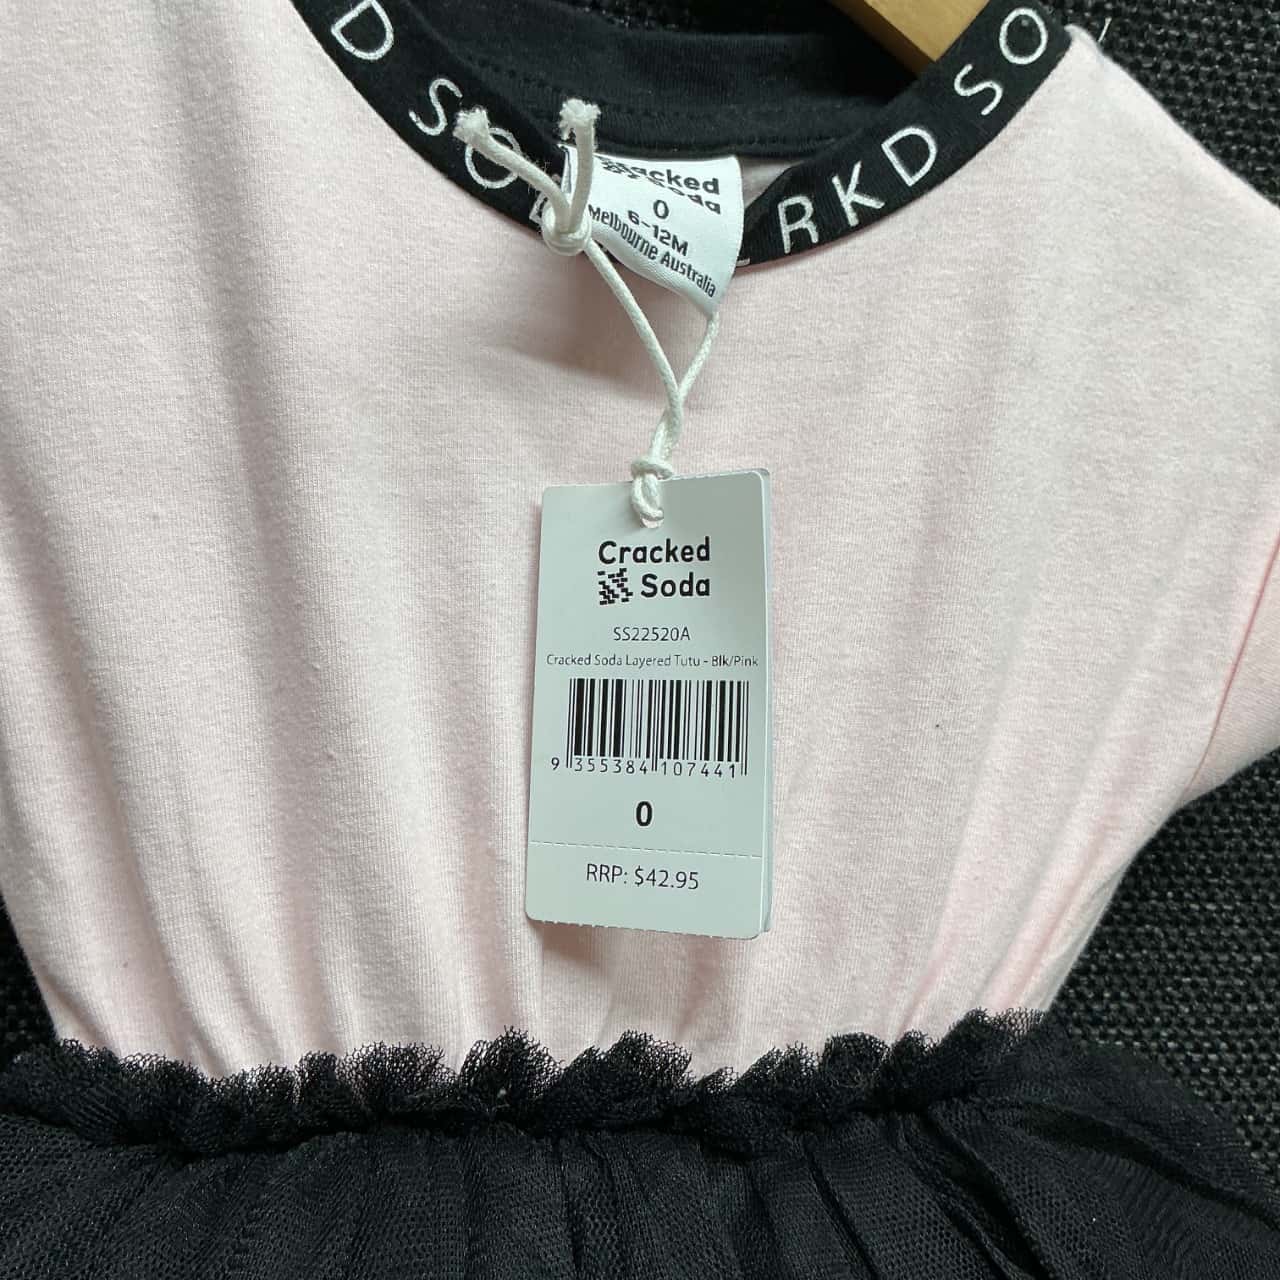 D SO
RKD SO
Cracked
Soda
0
6-12M
Melbourne Australia
Cracked
Soda
SS22520A
Cracked Soda Layered Tutu - Blk/Pink
9 355384 107441
0
RRP: $42.95